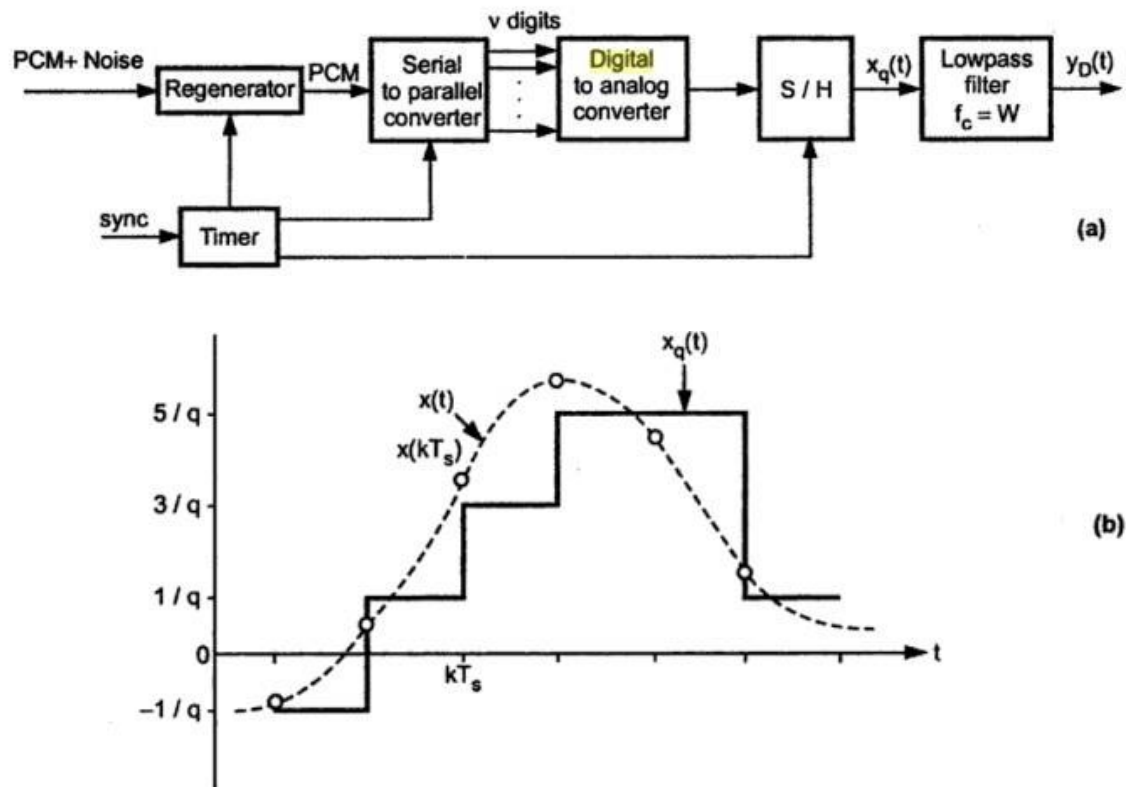 v digits
PCM+ Noise
Regenerator
PCM
Serial
to parallel
converter
Digital
to analog
converter
S / H
xq(t)
Lowpass
filter
fc = W
yD(t)
sync
Timer
(a)
xq(t)
x(t)
5 / q
x(kTs)
3 / q
(b)
1 / q
0
kTs
t
–1 / q